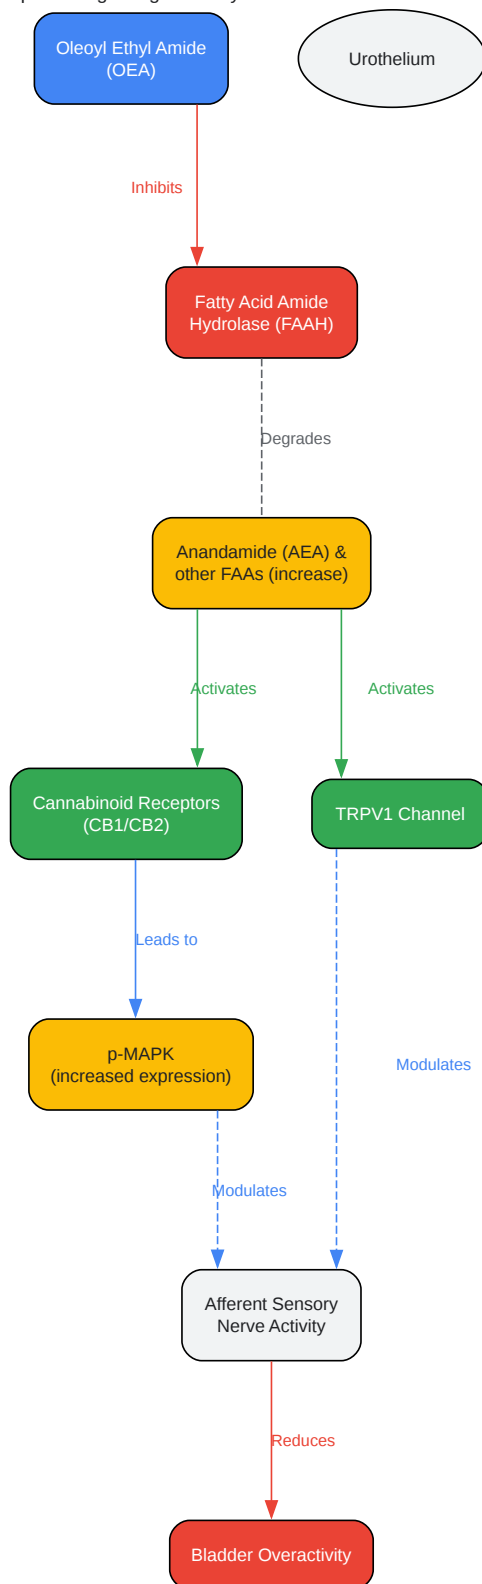 Oleoyl Ethyl Amide
(OEA)
Urothelium
Inhibits
Fatty Acid Amide
Hydrolase (FAAH)
Degrades
Anandamide (AEA) &
other FAAs (increase)
Activates
Activates
Cannabinoid Receptors
(CB1/CB2)
TRPV1 Channel
Leads to
p-MAPK
(increased expression)
Modulates
Modulates
Afferent Sensory
Nerve Activity
Reduces
Bladder Overactivity